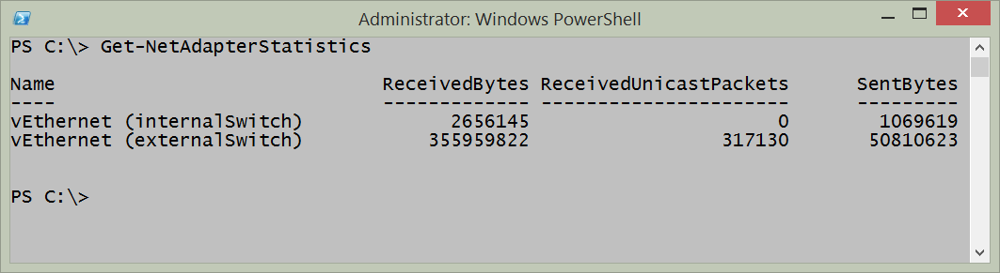 Administrator: Windows PowerShell
PS C:\> Get-NetAdapterStatistics
Name ReceivedBytes ReceivedUnicastPackets SentBytes
---- ------------- ---------------------- ---------
vEthernet (internalSwitch) 2656145 0 1069619
vEthernet (externalSwitch) 355959822 317130 50810623
PS C:\>